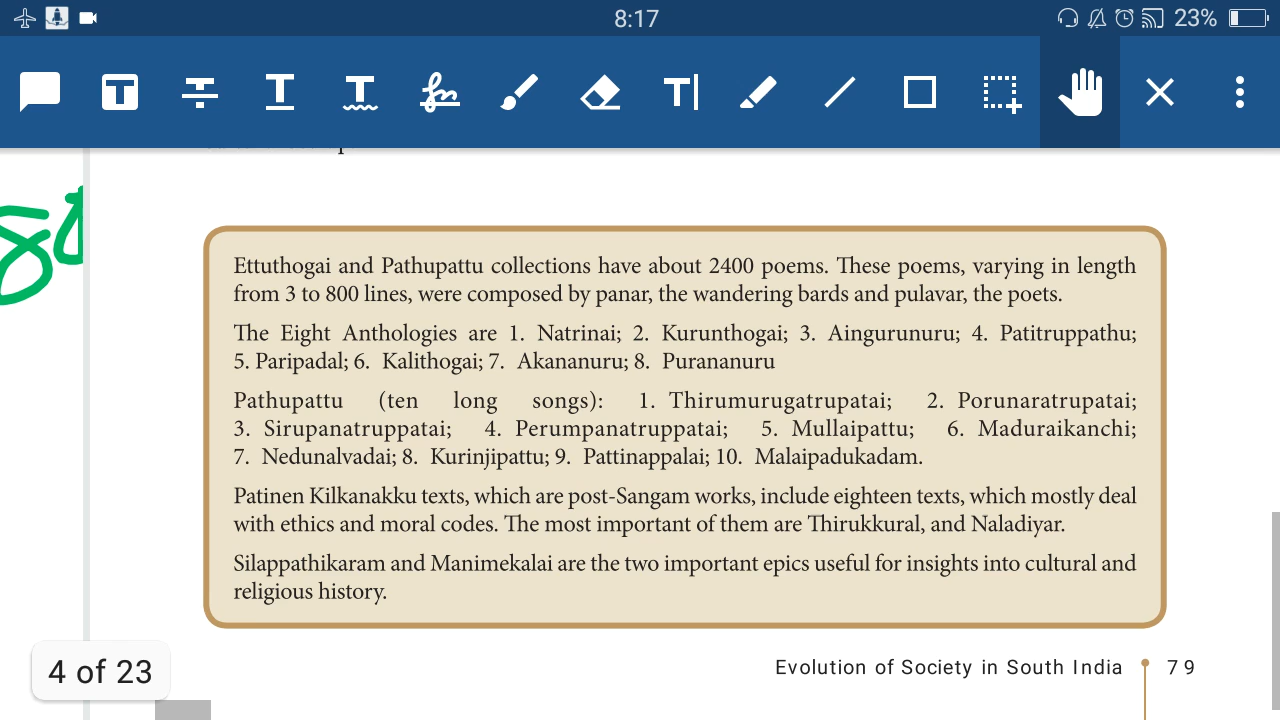 8:17
23%
Ettuthogai and Pathupattu collections have about 2400 poems. These poems, varying in length
from 3 to 800 lines, were composed by panar, the wandering bards and pulavar, the poets.
The Eight Anthologies are 1. Natrinai; 2. Kurunthogai; 3. Aingurunuru; 4. Patitruppathu;
5. Paripadal; 6. Kalithogai; 7. Akananuru; 8. Purananuru
Pathupattu (ten long songs): 1. Thirumurugatrupatai; 2. Porunaratrupatai;
3. Sirupanatruppatai; 4. Perumpanatruppatai; 5. Mullaipattu; 6. Maduraikanchi;
7. Nedunalvadai; 8. Kurinjipattu; 9. Pattinappalai; 10. Malaipadukadam.
Patinen Kilkanakku texts, which are post-Sangam works, include eighteen texts, which mostly deal
with ethics and moral codes. The most important of them are Thirukkural, and Naladiyar.
Silappathikaram and Manimekalai are the two important epics useful for insights into cultural and
religious history.
4 of 23
Evolution of Society in South India 79